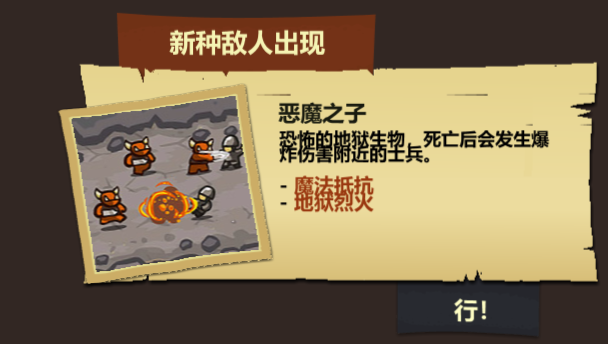 新种敌人出现
恶魔之子
恐怖的地狱生物，死亡后会发生爆
炸伤害附近的士兵。
- 魔法抵抗
- 地狱烈火
行！